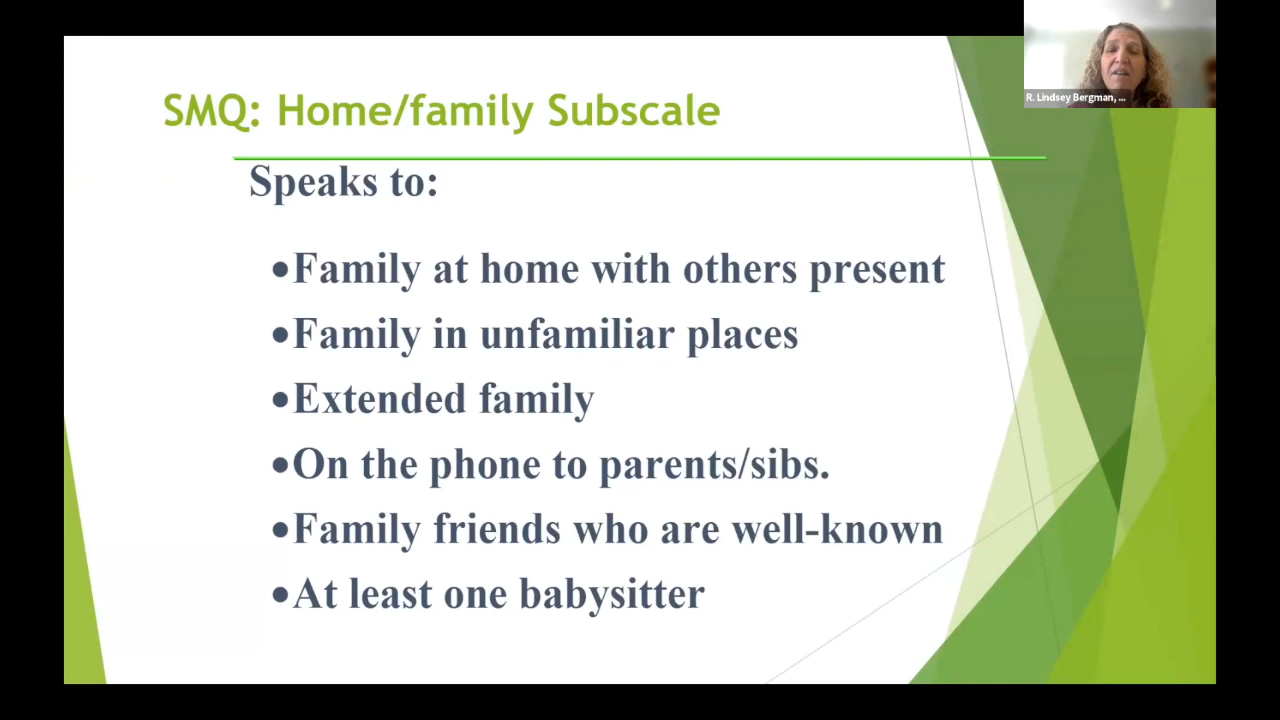 SMQ: Home/family Subscale
R. Lindsey Bergman, ...
Speaks to:
•Family at home with others present
•Family in unfamiliar places
•Extended family
•On the phone to parents/sibs.
•Family friends who are well-known
•At least one babysitter